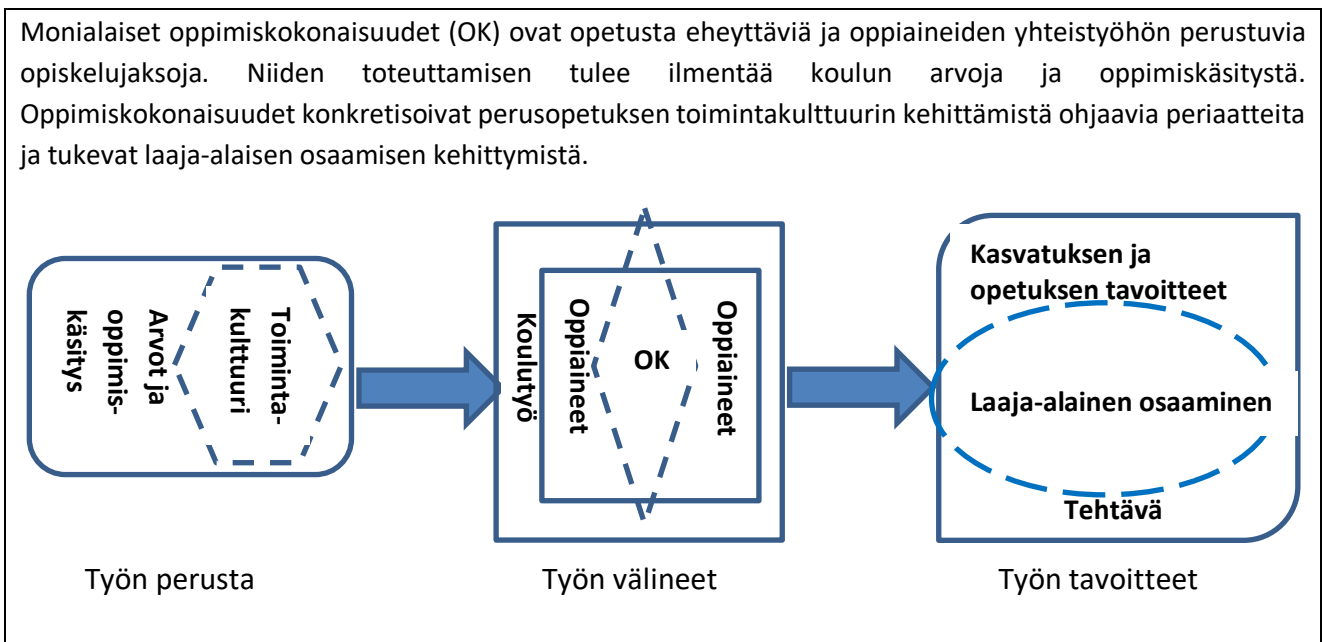 Monialaiset oppimiskokonaisuudet (OK) ovat opetusta eheyttäviä ja oppiaineiden yhteistyöhön perustuvia
opiskelujaksoja. Niiden toteuttamisen tulee ilmentää koulun arvoja ja oppimiskäsitystä.
Oppimiskokonaisuudet konkretisoivat perusopetuksen toimintakulttuurin kehittämistä ohjaavia periaatteita
ja tukevat laaja-alaisen osaamisen kehittymistä.
Arvot ja
oppimis-
käsitys
Toiminta-
kulttuuri
Koulutyö
Oppiaineet
OK
Oppiaineet
Kasvatuksen ja
opetuksen tavoitteet
Laaja-alainen osaaminen
Tehtävä
Työn perusta
Työn välineet
Työn tavoitteet